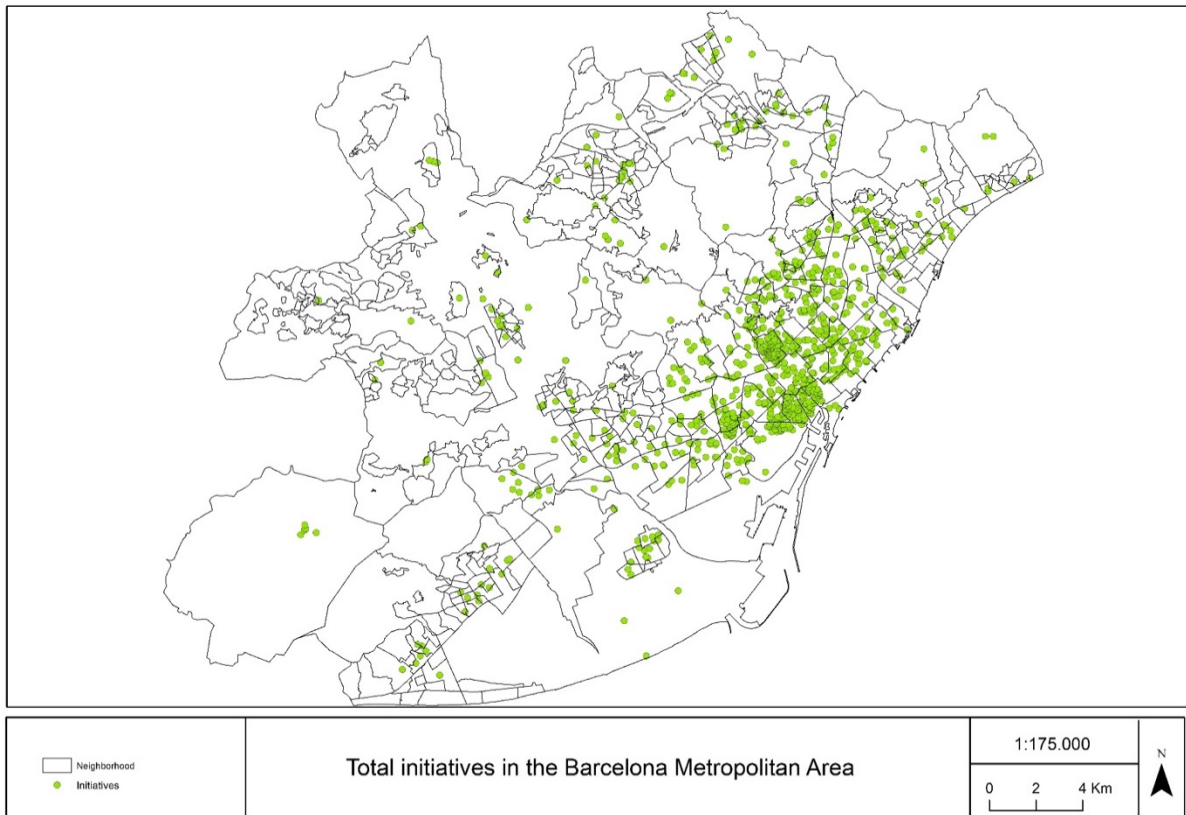 Neighborhood
Initiatives
Total initiatives in the Barcelona Metropolitan Area
1:175.000
0 2 4 Km
N